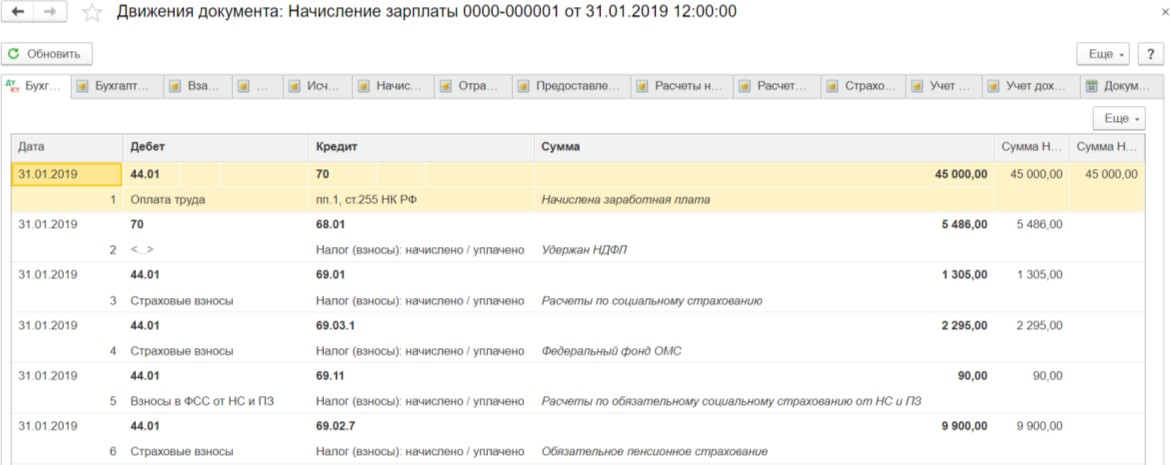 Движения документа: Начисление зарплаты 0000-000001 от 31.01.2019 12:00:00
Обновить Еще ?
Дт Кт Бухг... Бухгалт... Вза... ... Исч... Начис... Отра... Предоставле... Расчеты н... Расчет... Страхо... Учет ... Учет дох... Докум...
Еще
Дата Дебет Кредит Сумма Сумма Н... Сумма Н...
31.01.2019 44.01 70 45 000,00 45 000,00 45 000,00
1 Оплата труда пп.1, ст.255 НК РФ Начислена заработная плата
31.01.2019 70 68.01 5 486,00 5 486,00
2 <...> Налог (взносы): начислено / уплачено Удержан НДФЛ
31.01.2019 44.01 69.01 1 305,00 1 305,00
3 Страховые взносы Налог (взносы): начислено / уплачено Расчеты по социальному страхованию
31.01.2019 44.01 69.03.1 2 295,00 2 295,00
4 Страховые взносы Налог (взносы): начислено / уплачено Федеральный фонд ОМС
31.01.2019 44.01 69.11 90,00 90,00
5 Взносы в ФСС от НС и ПЗ Налог (взносы): начислено / уплачено Расчеты по обязательному социальному страхованию от НС и ПЗ
31.01.2019 44.01 69.02.7 9 900,00 9 900,00
6 Страховые взносы Налог (взносы): начислено / уплачено Обязательное пенсионное страхование